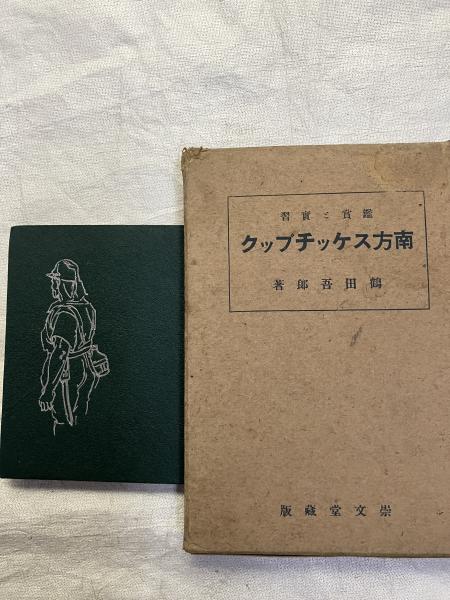 鑑賞と實習
南方スケッチブック
鶴田吾郎著
崇文堂藏版